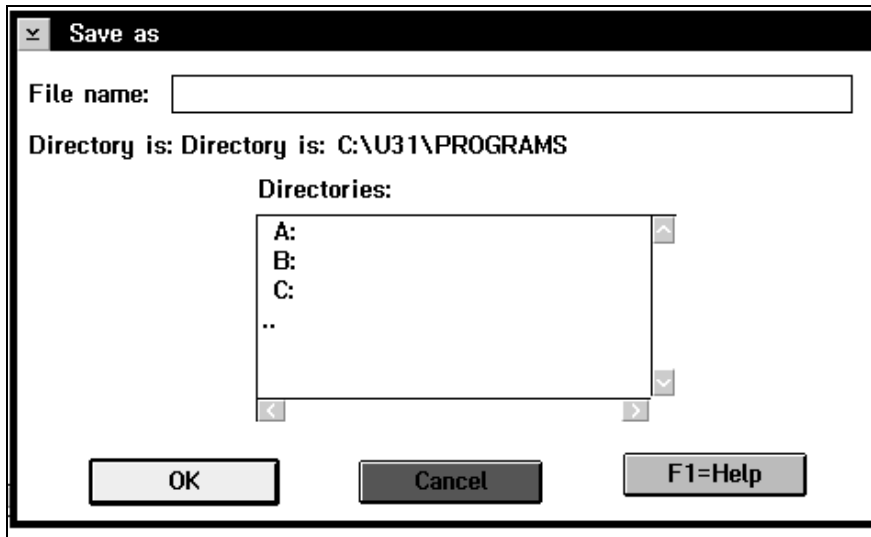 Save as
File name:
Directory is: Directory is: C:\U31\PROGRAMS
Directories:
A:
B:
C:
..
OK Cancel F1=Help